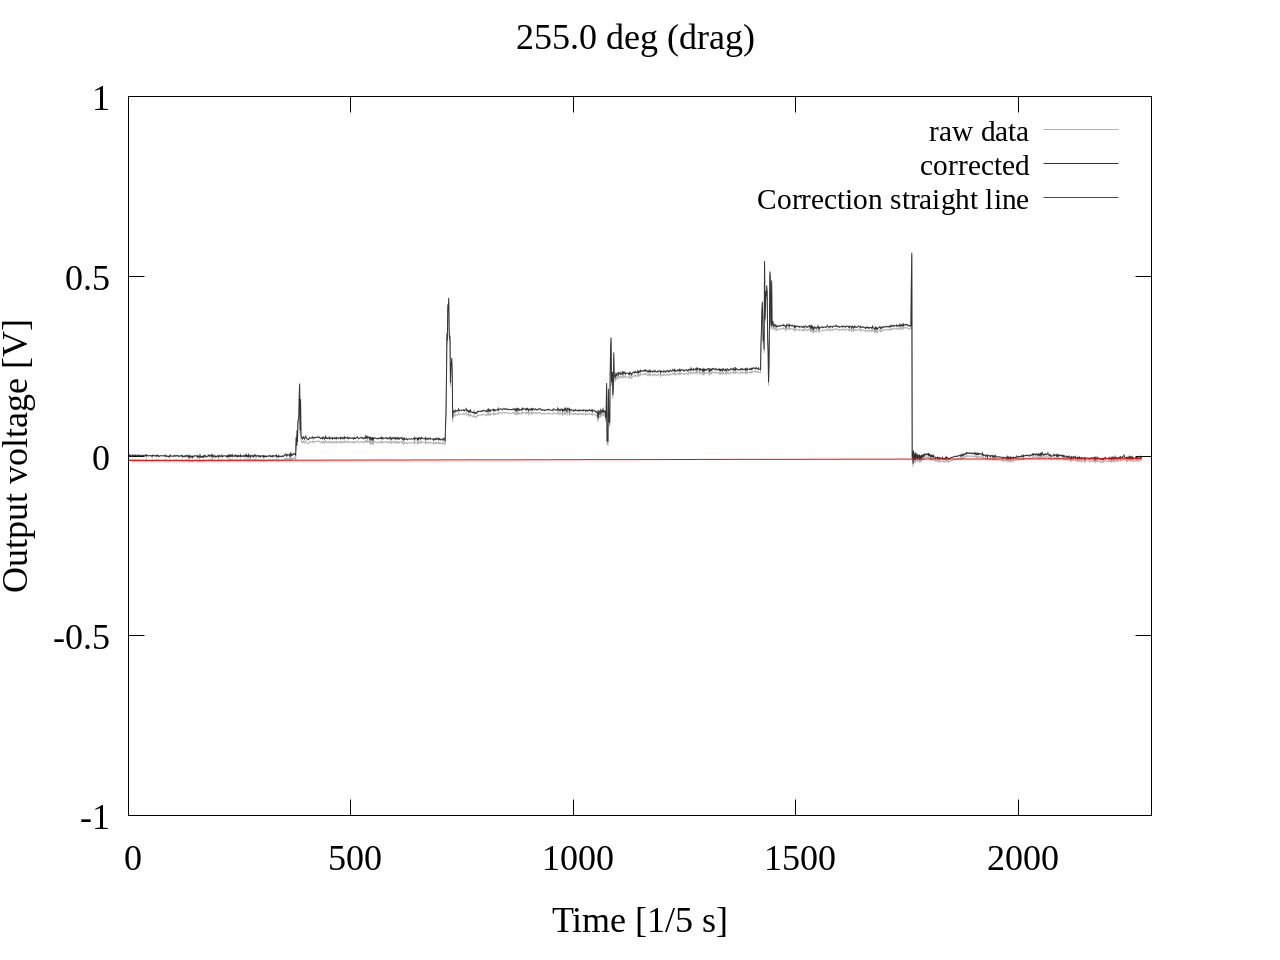 255.0 deg (drag)
raw data
corrected
Correction straight line
1
0.5
0
-0.5
-1
Output voltage [V]
0 500 1000 1500 2000
Time [1/5 s]